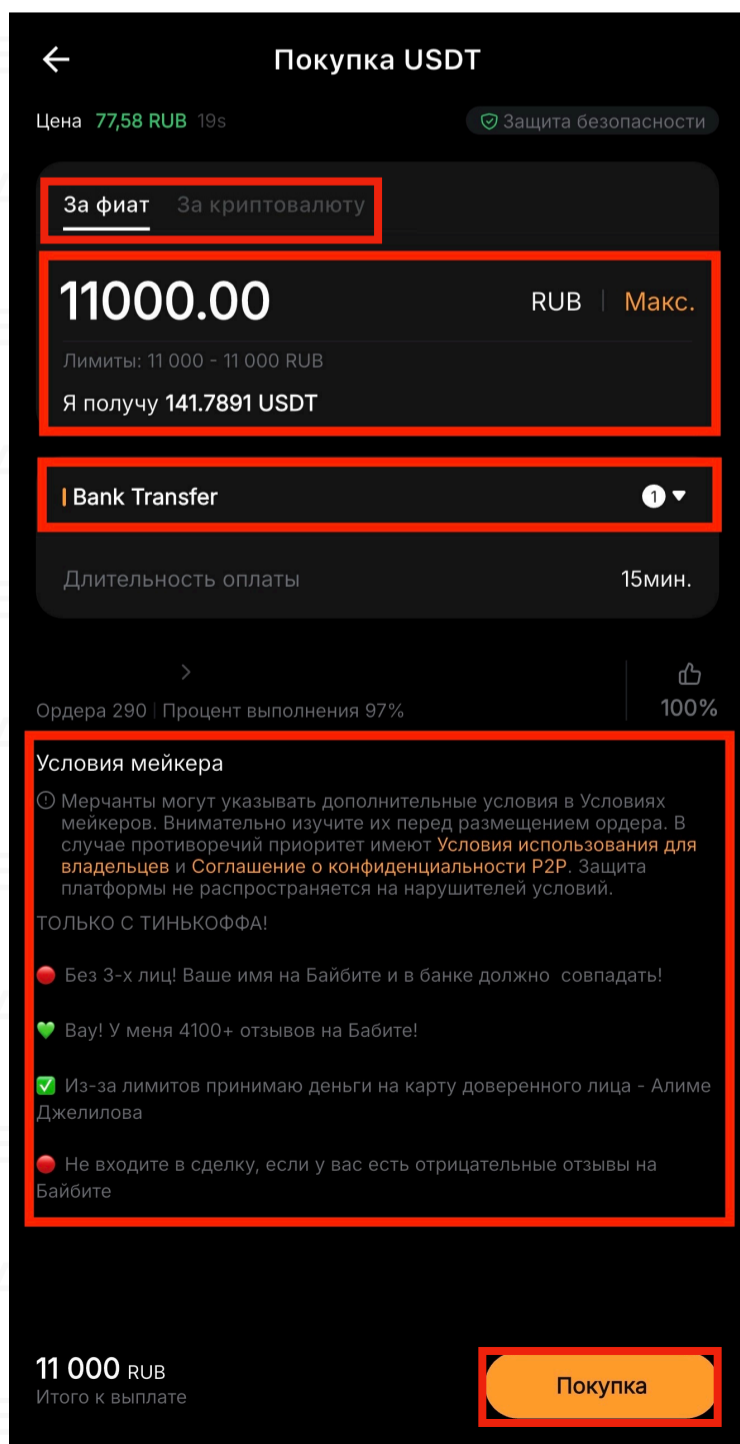 Покупка USDT
Цена 77,58 RUB 19s
Защита безопасности
За фиат За криптовалюту
11000.00 RUB Макс.
Лимиты: 11 000 - 11 000 RUB
Я получу 141.7891 USDT
Bank Transfer 1
Длительность оплаты 15мин.
Ордера 290 | Процент выполнения 97% 100%
Условия мейкера
Мерчанты могут указывать дополнительные условия в Условиях
мейкеров. Внимательно изучите их перед размещением ордера. В
случае противоречий приоритет имеют Условия использования для
владельцев и Соглашение о конфиденциальности P2P. Защита
платформы не распространяется на нарушителей условий.
ТОЛЬКО С ТИНЬКОФФА!
🔴 Без 3-х лиц! Ваше имя на Байбите и в банке должно совпадать!
💚 Вау! У меня 4100+ отзывов на Бабите!
✅ Из-за лимитов принимаю деньги на карту доверенного лица - Алиме
Джелилова
🔴 Не входите в сделку, если у вас есть отрицательные отзывы на
Байбите
11 000 RUB
Итого к выплате
Покупка